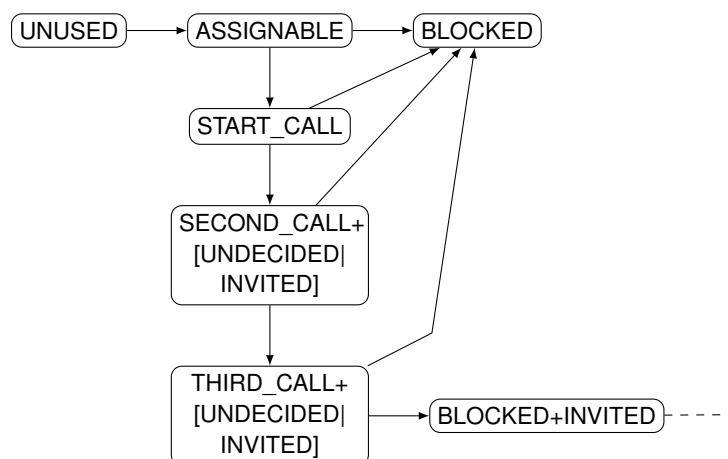 UNUSED
ASSIGNABLE
BLOCKED
START_CALL
SECOND_CALL+
[UNDECIDED|
INVITED]
THIRD_CALL+
[UNDECIDED|
INVITED]
BLOCKED+INVITED